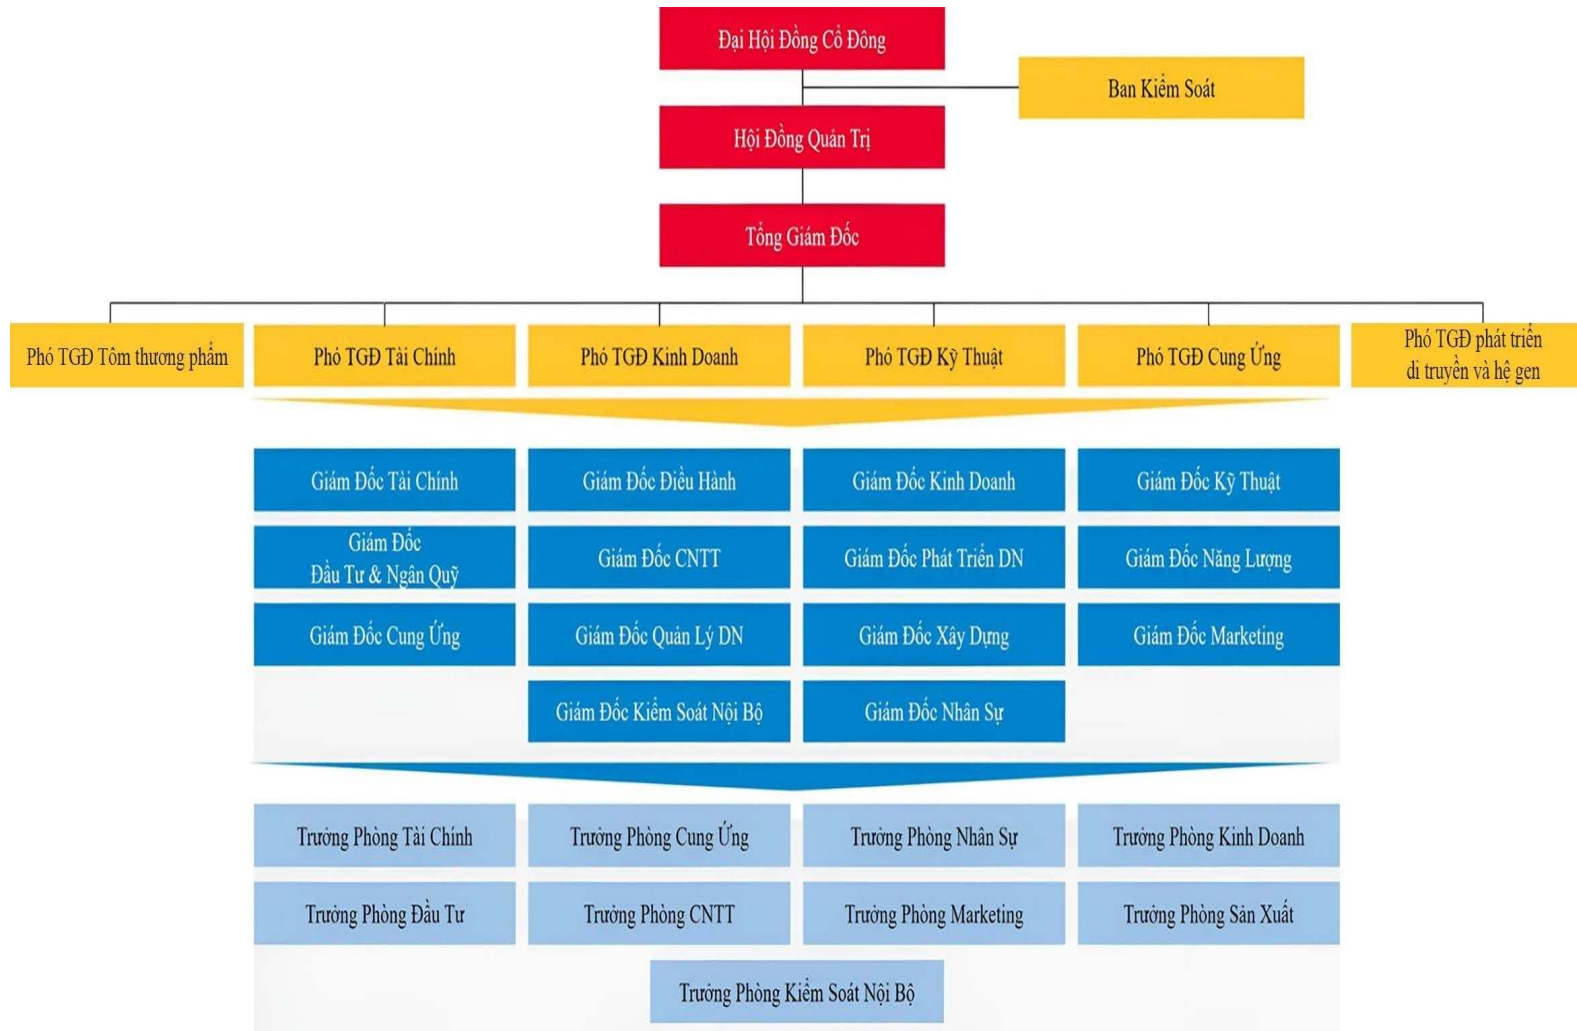 Đại Hội Đồng Cổ Đông
Ban Kiểm Soát
Hội Đồng Quản Trị
Tổng Giám Đốc
Phó TGĐ Tôm thương phẩm
Phó TGĐ Tài Chính
Phó TGĐ Kinh Doanh
Phó TGĐ Kỹ Thuật
Phó TGĐ Cung Ứng
Phó TGĐ phát triển
di truyền và hệ gen
Giám Đốc Tài Chính
Giám Đốc Điều Hành
Giám Đốc Kinh Doanh
Giám Đốc Kỹ Thuật
Giám Đốc
Đầu Tư & Ngân Quỹ
Giám Đốc CNTT
Giám Đốc Phát Triển DN
Giám Đốc Năng Lượng
Giám Đốc Cung Ứng
Giám Đốc Quản Lý DN
Giám Đốc Xây Dựng
Giám Đốc Marketing
Giám Đốc Kiểm Soát Nội Bộ
Giám Đốc Nhân Sự
Trưởng Phòng Tài Chính
Trưởng Phòng Cung Ứng
Trưởng Phòng Nhân Sự
Trưởng Phòng Kinh Doanh
Trưởng Phòng Đầu Tư
Trưởng Phòng CNTT
Trưởng Phòng Marketing
Trưởng Phòng Sản Xuất
Trưởng Phòng Kiểm Soát Nội Bộ